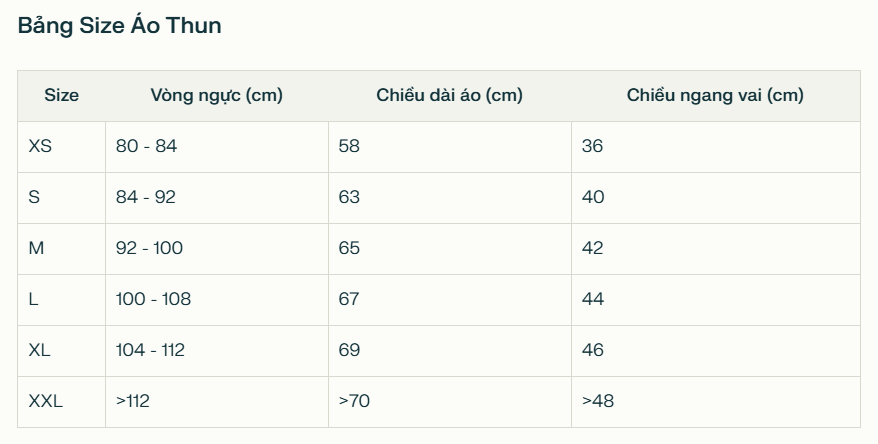 Bảng Size Áo Thun
Size Vòng ngực (cm) Chiều dài áo (cm) Chiều ngang vai (cm)
XS 80 - 84 58 36
S 84 - 92 63 40
M 92 - 100 65 42
L 100 - 108 67 44
XL 104 - 112 69 46
XXL >112 >70 >48